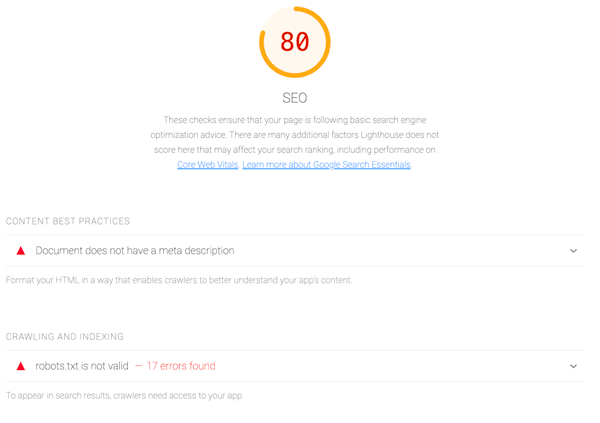 80
SEO
These checks ensure that your page is following basic search engine
optimization advice. There are many additional factors Lighthouse does not
score here that may affect your search ranking, including performance on
Core Web Vitals. Learn more about Google Search Essentials.
CONTENT BEST PRACTICES
Document does not have a meta description
Format your HTML in a way that enables crawlers to better understand your app's content.
CRAWLING AND INDEXING
robots.txt is not valid — 17 errors found
To appear in search results, crawlers need access to your app.